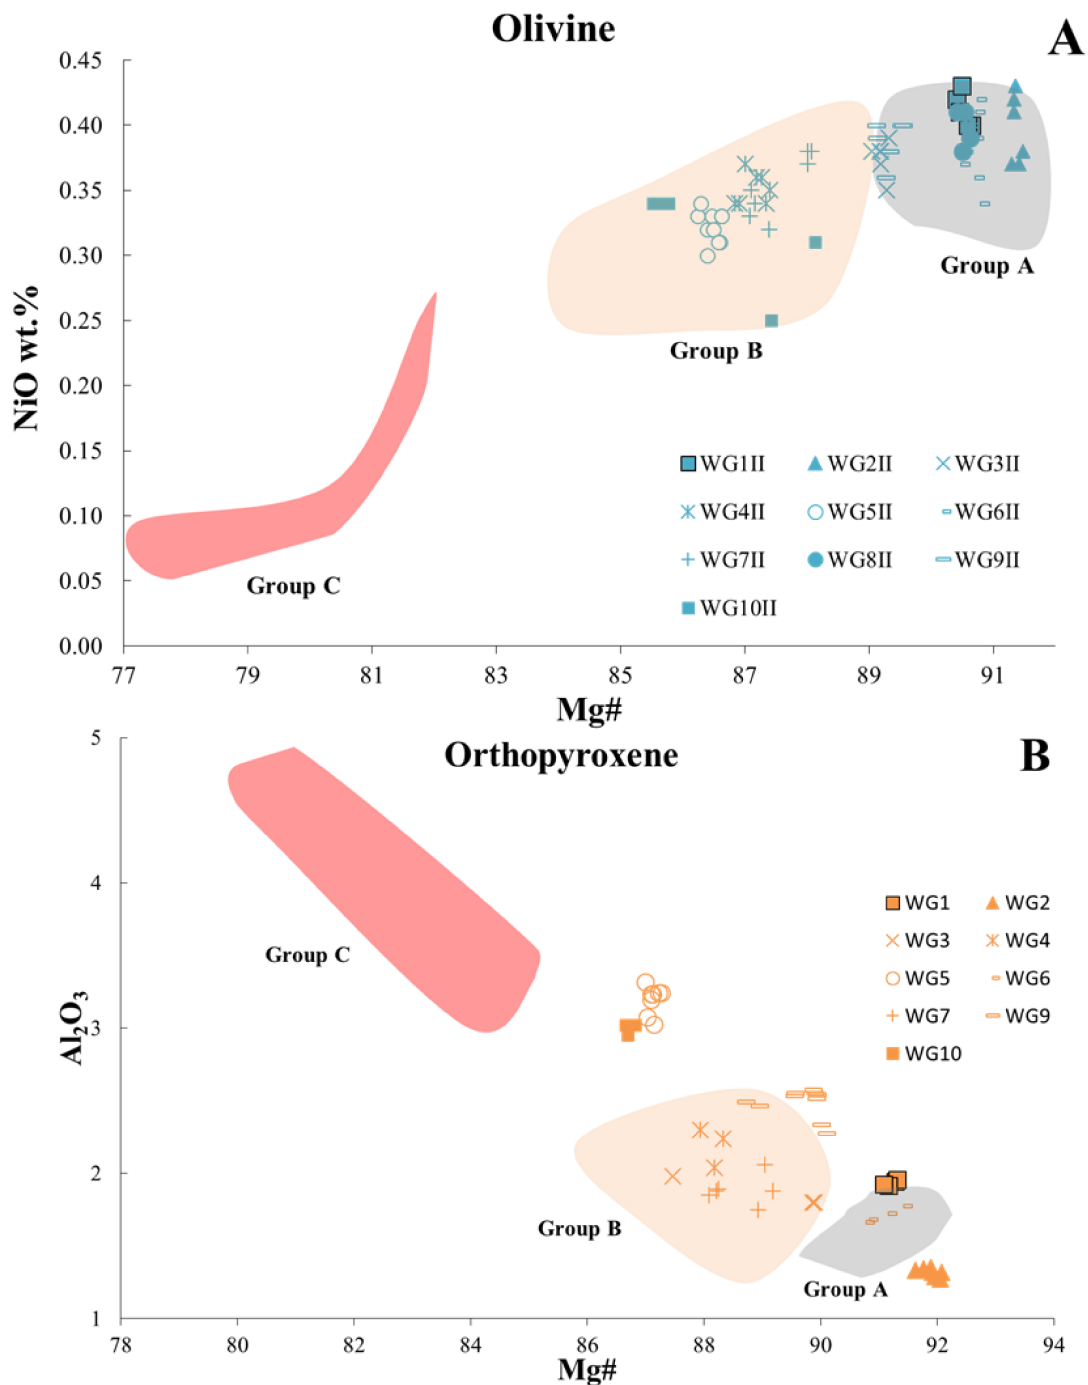 Olivine
A
0.45
0.40
0.35
0.30
0.25
0.20
0.15
0.10
0.05
0.00
NiO wt.%
Group A
Group B
Group C
WG1II WG2II WG3II
WG4II WG5II WG6II
WG7II WG8II WG9II
WG10II
77 79 81 83 85 87 89 91
Mg#
Orthopyroxene
B
5
4
3
2
1
Al2O3
Group C
Group B
Group A
WG1 WG2
WG3 WG4
WG5 WG6
WG7 WG9
WG10
78 80 82 84 86 88 90 92 94
Mg#